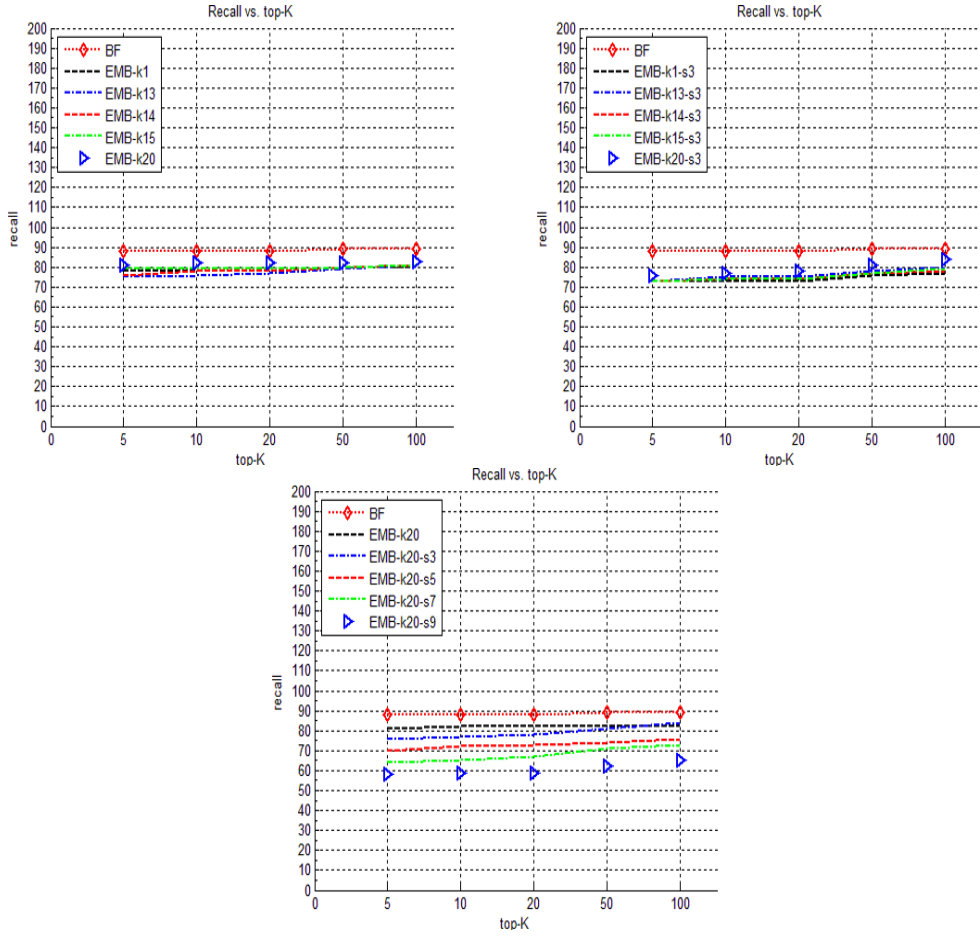 Recall vs. top-K
200
190
180
170
160
150
140
130
120
110
100
90
80
70
60
50
40
30
20
10
0
recall
BF
EMB-k1
EMB-k13
EMB-k14
EMB-k15
EMB-k20
0 5 10 20 50 100
top-K
Recall vs. top-K
200
190
180
170
160
150
140
130
120
110
100
90
80
70
60
50
40
30
20
10
0
recall
BF
EMB-k1-s3
EMB-k13-s3
EMB-k14-s3
EMB-k15-s3
EMB-k20-s3
0 5 10 20 50 100
top-K
Recall vs. top-K
200
190
180
170
160
150
140
130
120
110
100
90
80
70
60
50
40
30
20
10
0
recall
BF
EMB-k20
EMB-k20-s3
EMB-k20-s5
EMB-k20-s7
EMB-k20-s9
0 5 10 20 50 100
top-K